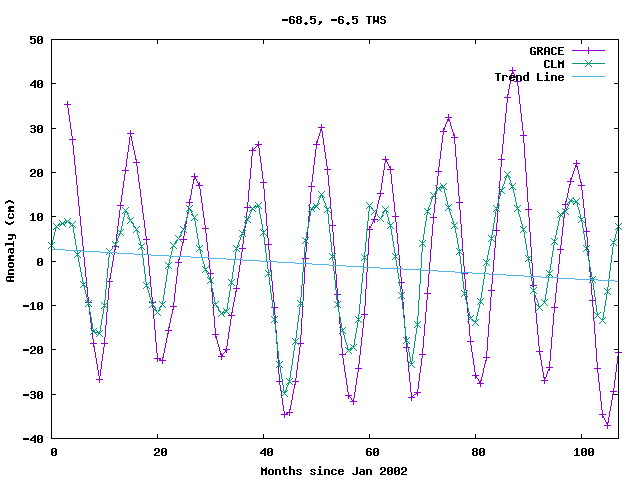 -68.5, -6.5 TWS
GRACE
CLM
Trend Line
50
40
30
20
10
0
-10
-20
-30
-40
Anomaly (cm)
0 20 40 60 80 100
Months since Jan 2002